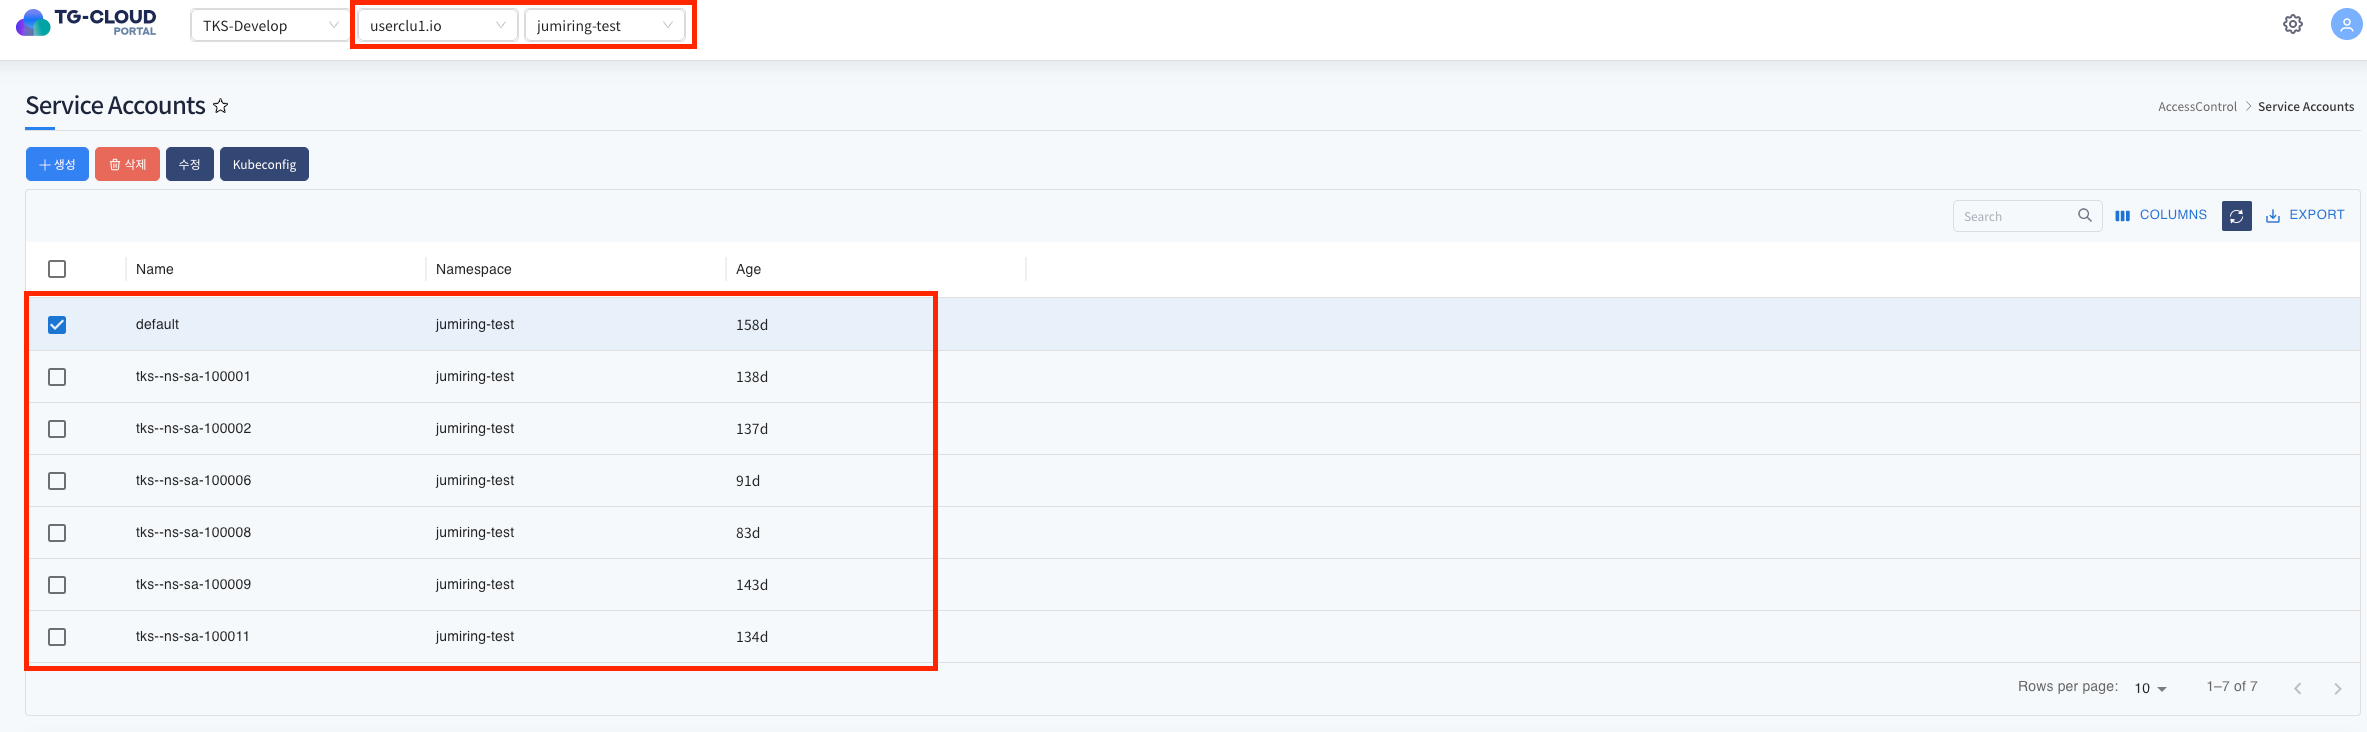 TG-CLOUD
PORTAL
TKS-Develop
userclu1.io
jumiring-test
Service Accounts
AccessControl > Service Accounts
생성
삭제
수정
Kubeconfig
Search
COLUMNS
EXPORT
Name Namespace Age
default jumiring-test 158d
tks--ns-sa-100001 jumiring-test 138d
tks--ns-sa-100002 jumiring-test 137d
tks--ns-sa-100006 jumiring-test 91d
tks--ns-sa-100008 jumiring-test 83d
tks--ns-sa-100009 jumiring-test 143d
tks--ns-sa-100011 jumiring-test 134d
Rows per page: 10 1–7 of 7